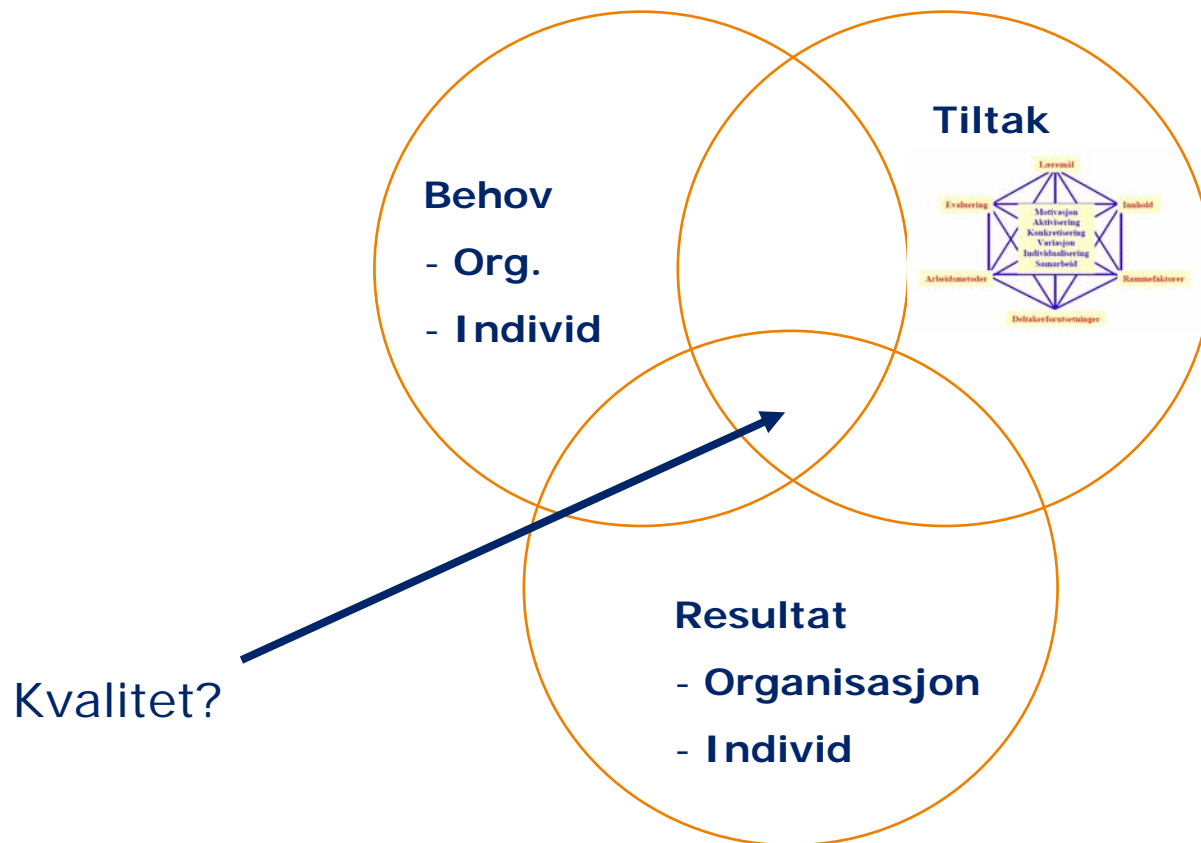 Behov
- Org.
- Individ
Tiltak
Læremål
Evaluering
Innhold
Motivasjon
Aktivisering
Konkretisering
Variasjon
Individualisering
Samarbeid
Arbeidsmetoder
Rammefaktorer
Deltakerforutsetninger
Resultat
- Organisasjon
- Individ
Kvalitet?